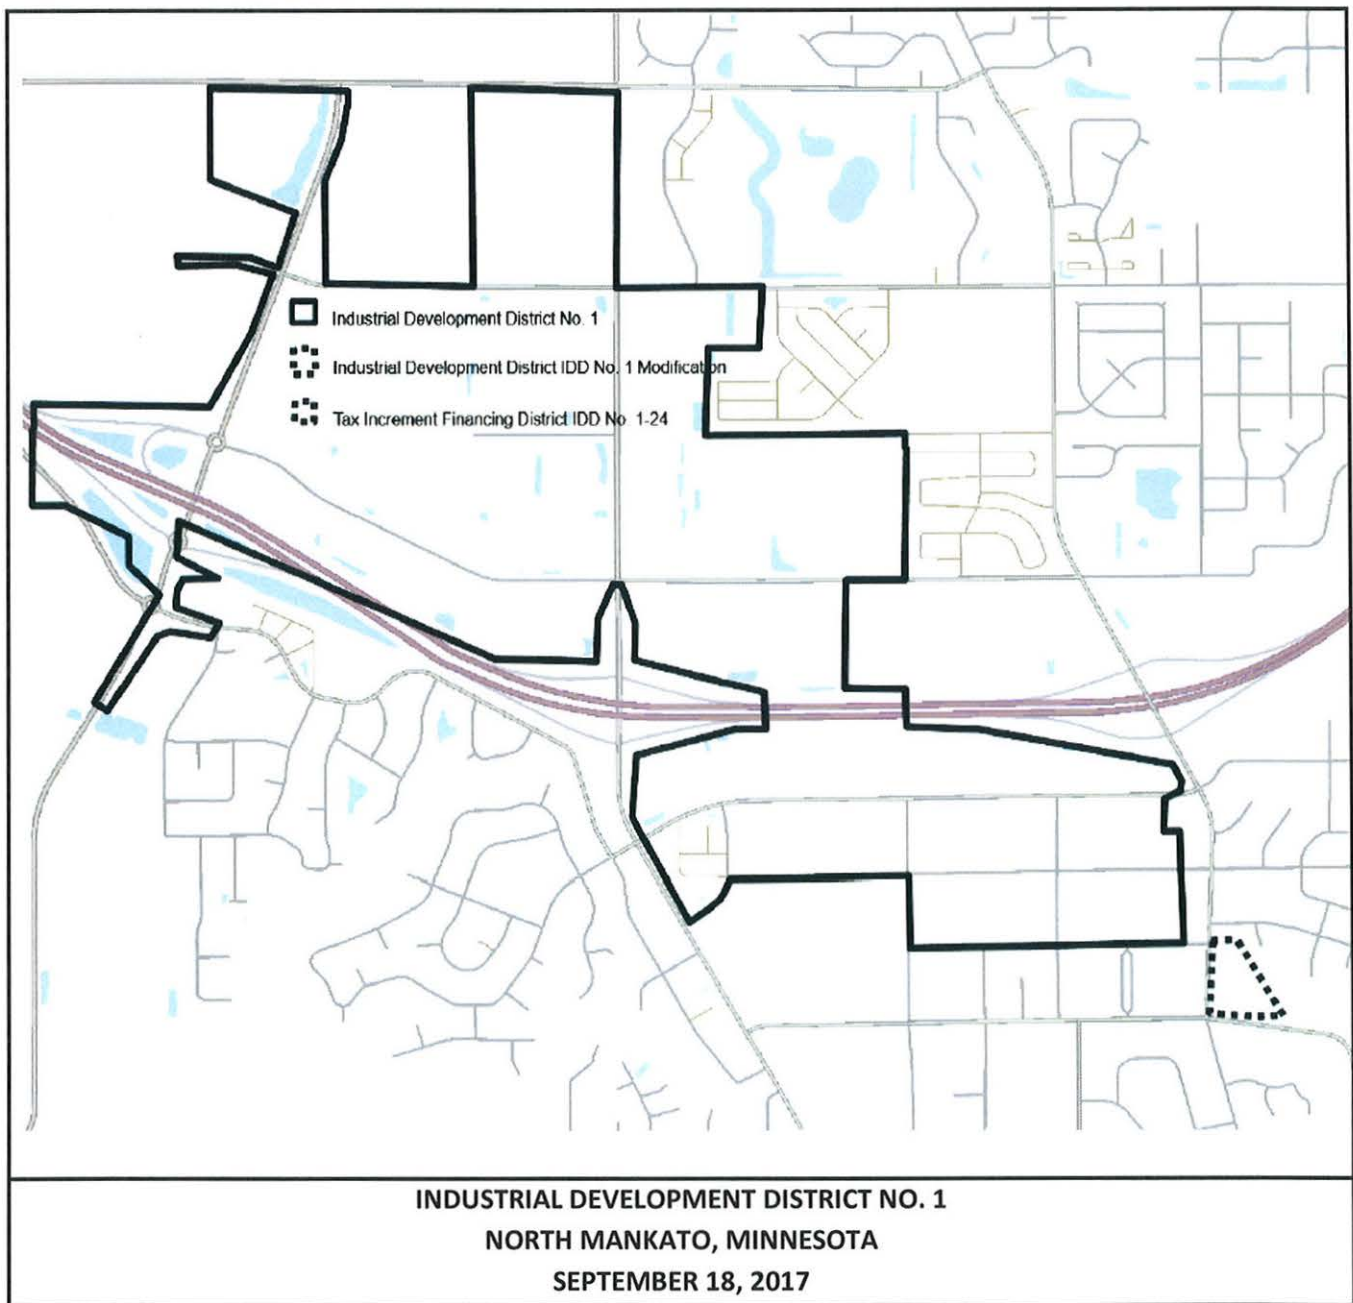 Industrial Development District No. 1
Industrial Development District IDD No. 1 Modification
Tax Increment Financing District IDD No. 1-24
INDUSTRIAL DEVELOPMENT DISTRICT NO. 1
NORTH MANKATO, MINNESOTA
SEPTEMBER 18, 2017